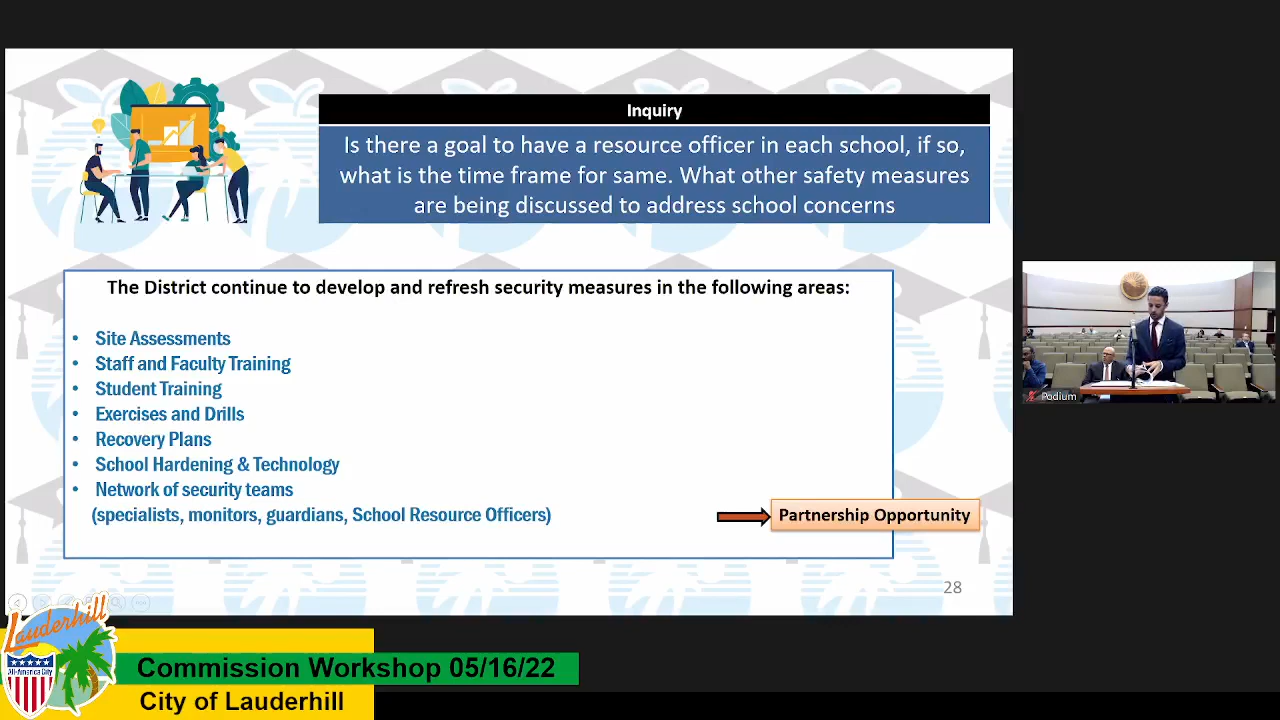 Inquiry
Is there a goal to have a resource officer in each school, if so,
what is the time frame for same. What other safety measures
are being discussed to address school concerns
The District continue to develop and refresh security measures in the following areas:
• Site Assessments
• Staff and Faculty Training
• Student Training
• Exercises and Drills
• Recovery Plans
• School Hardening & Technology
• Network of security teams
(specialists, monitors, guardians, School Resource Officers)
Partnership Opportunity
28
Podium
Lauderhill
All-America City
Commission Workshop 05/16/22
City of Lauderhill